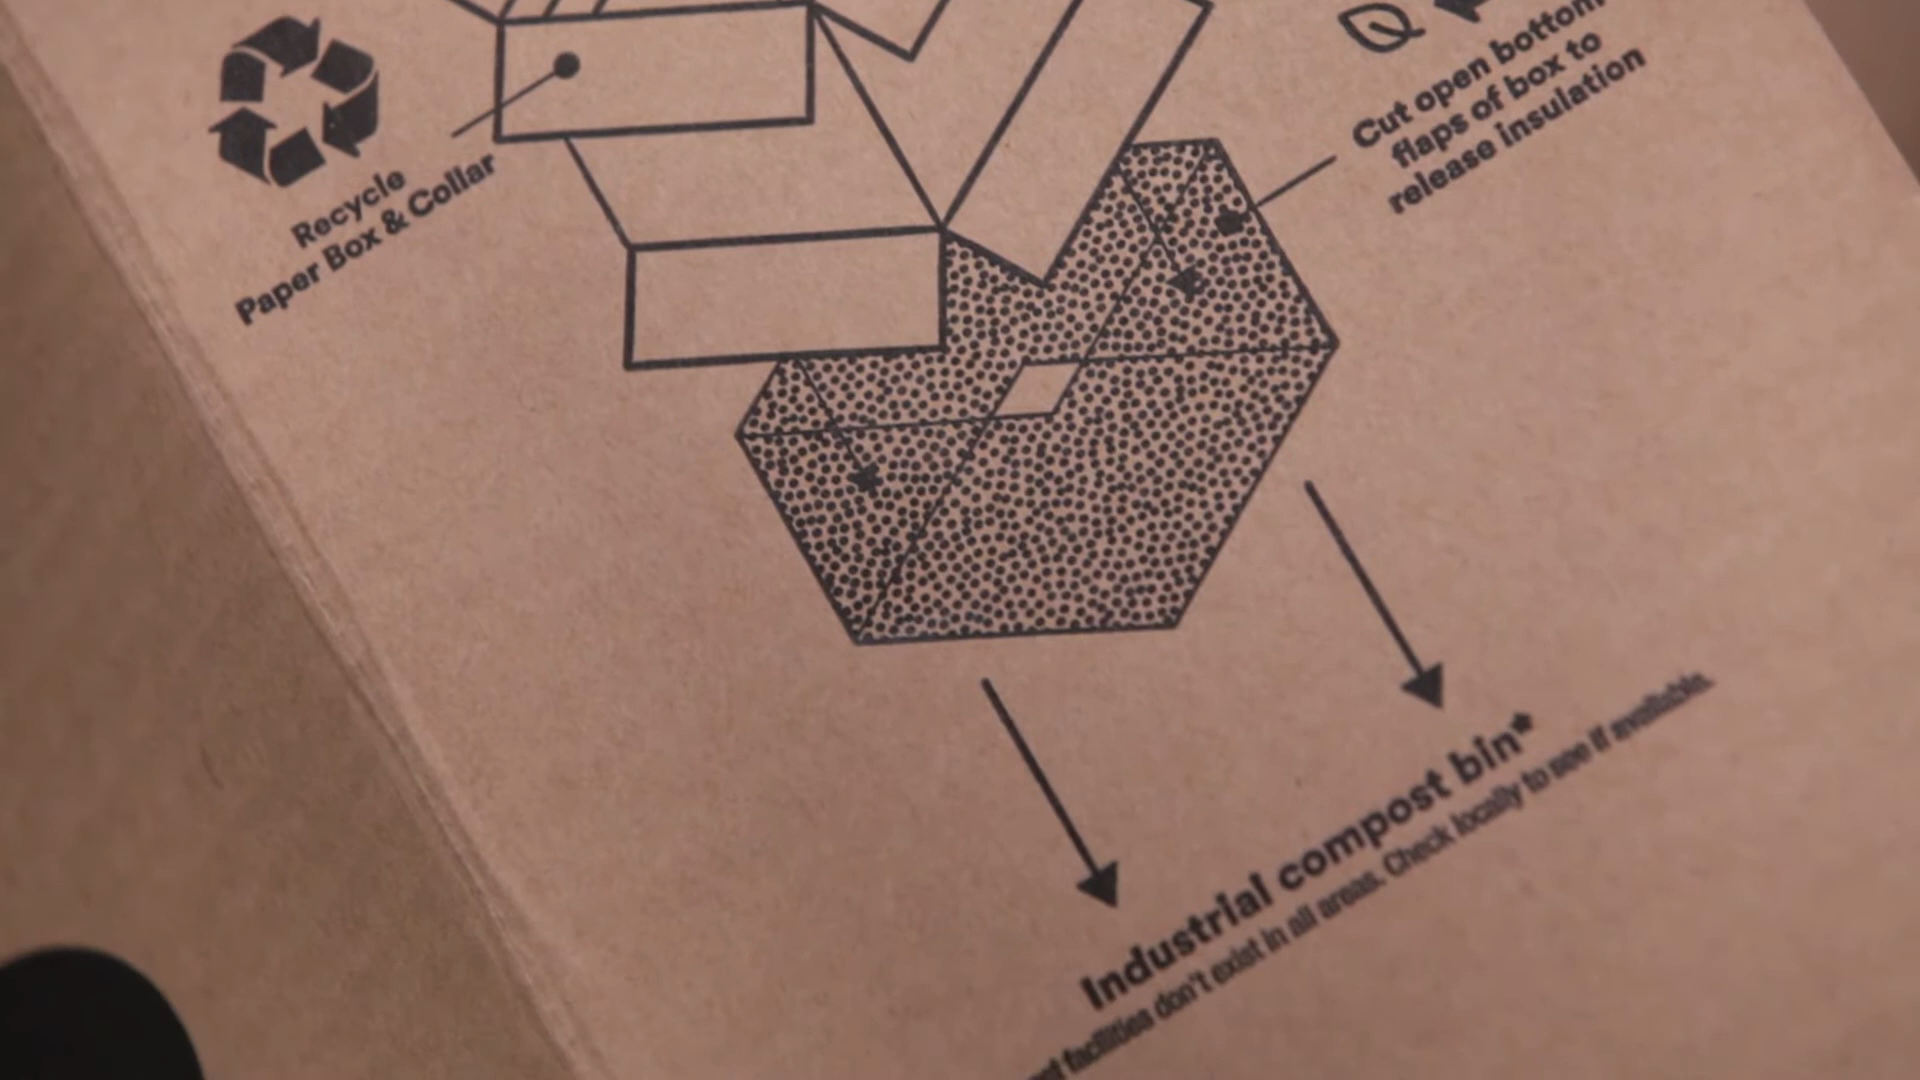 Recycle
Paper Box & Collar
Cut open bottom
flaps of box to
release insulation
Industrial compost bin*
facilities don't exist in all areas. Check locally to see if available.